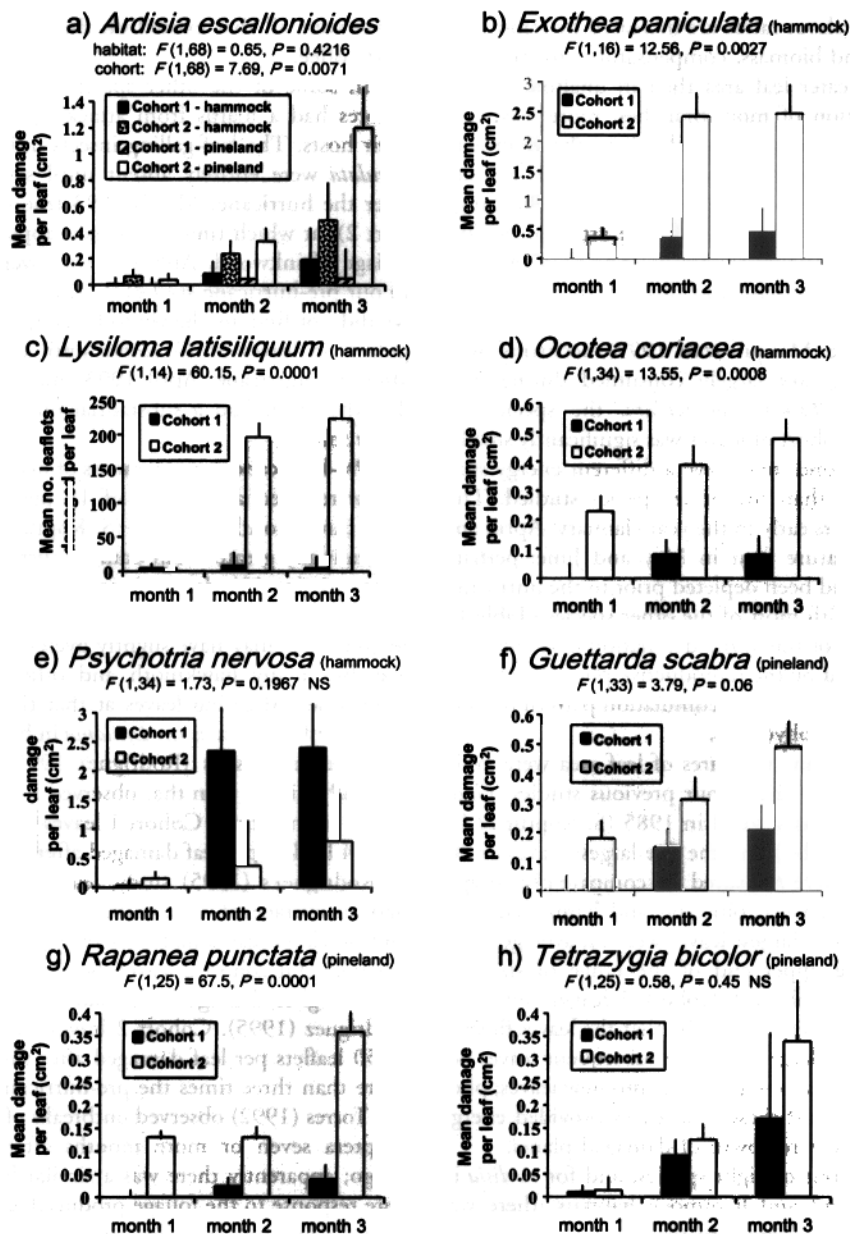 a) Ardisia escallonioides
habitat: F (1,68) = 0.65, P = 0.4216
cohort: F (1,68) = 7.69, P = 0.0071
Mean damage
per leaf (cm²)
1.4
1.2
1
0.8
0.6
0.4
0.2
0
Cohort 1 - hammock
Cohort 2 - hammock
Cohort 1 - pineland
Cohort 2 - pineland
month 1 month 2 month 3
b) Exothea paniculata (hammock)
F (1,16) = 12.56, P = 0.0027
Mean damage
per leaf (cm²)
3
2.5
2
1.5
1
0.5
0
Cohort 1
Cohort 2
month 1 month 2 month 3
c) Lysiloma latisiliquum (hammock)
F (1,14) = 60.15, P = 0.0001
Mean no. leaflets
damaged per leaf
250
200
150
100
50
0
Cohort 1
Cohort 2
month 1 month 2 month 3
d) Ocotea coriacea (hammock)
F (1,34) = 13.55, P = 0.0008
Mean damage
per leaf (cm²)
0.6
0.5
0.4
0.3
0.2
0.1
0
Cohort 1
Cohort 2
month 1 month 2 month 3
e) Psychotria nervosa (hammock)
F (1,34) = 1.73, P = 0.1967 NS
damage
per leaf (cm²)
3
2.5
2
1.5
1
0.5
0
Cohort 1
Cohort 2
month 1 month 2 month 3
f) Guettarda scabra (pineland)
F (1,33) = 3.79, P = 0.06
Mean damage
per leaf (cm²)
0.6
0.5
0.4
0.3
0.2
0.1
0
Cohort 1
Cohort 2
month 1 month 2 month 3
g) Rapanea punctata (pineland)
F (1,25) = 67.5, P = 0.0001
Mean damage
per leaf (cm²)
0.4
0.35
0.3
0.25
0.2
0.15
0.1
0.05
0
Cohort 1
Cohort 2
month 1 month 2 month 3
h) Tetrazygia bicolor (pineland)
F (1,25) = 0.58, P = 0.45 NS
Mean damage
per leaf (cm²)
0.4
0.35
0.3
0.25
0.2
0.15
0.1
0.05
0
Cohort 1
Cohort 2
month 1 month 2 month 3